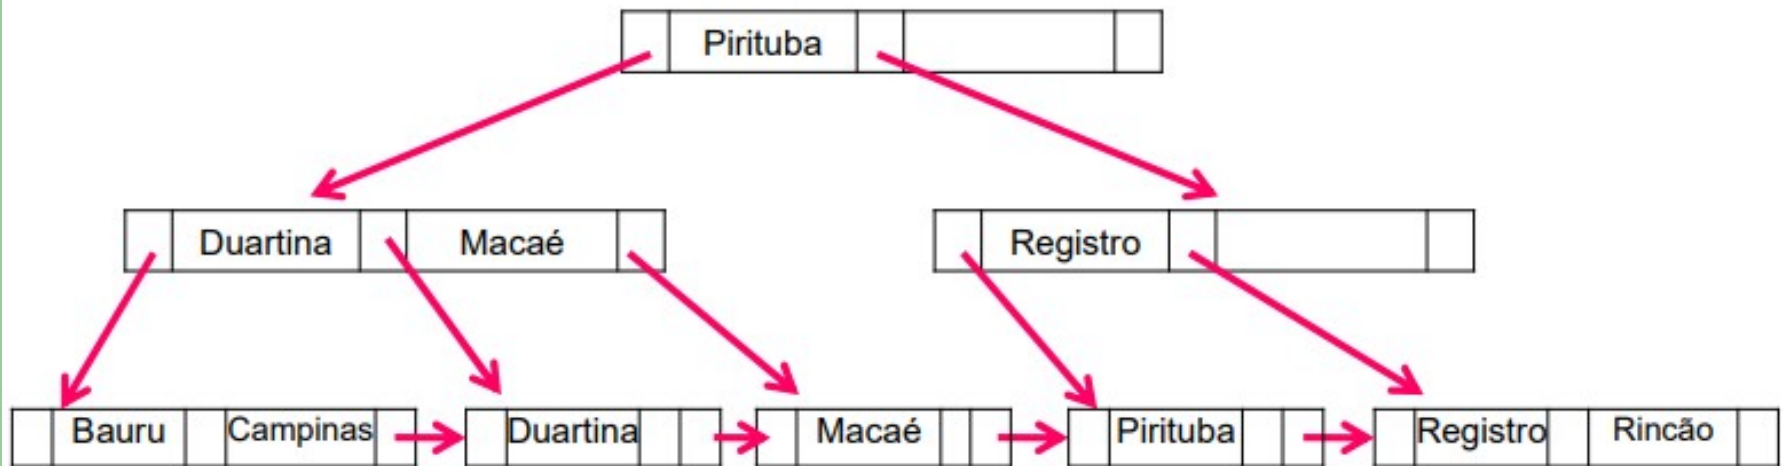 Pirituba
Duartina Macaé
Registro
Bauru Campinas Duartina Macaé Pirituba Registro Rincão